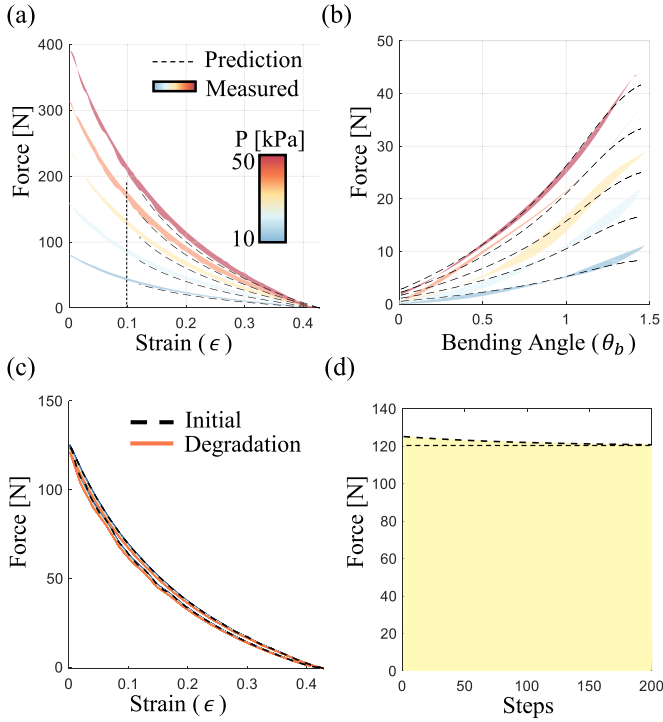 (a)
400
300
200
100
0
0
0.1
0.2
0.3
0.4
Force [N]
Strain (ϵ)
Prediction
Measured
P [kPa]
50
10
(b)
50
40
30
20
10
0
0
0.5
1
1.5
Force [N]
Bending Angle (θ_b)
(c)
150
100
50
0
0
0.1
0.2
0.3
0.4
Force [N]
Strain (ϵ)
Initial
Degradation
(d)
140
120
100
80
60
40
20
0
0
50
100
150
200
Force [N]
Steps